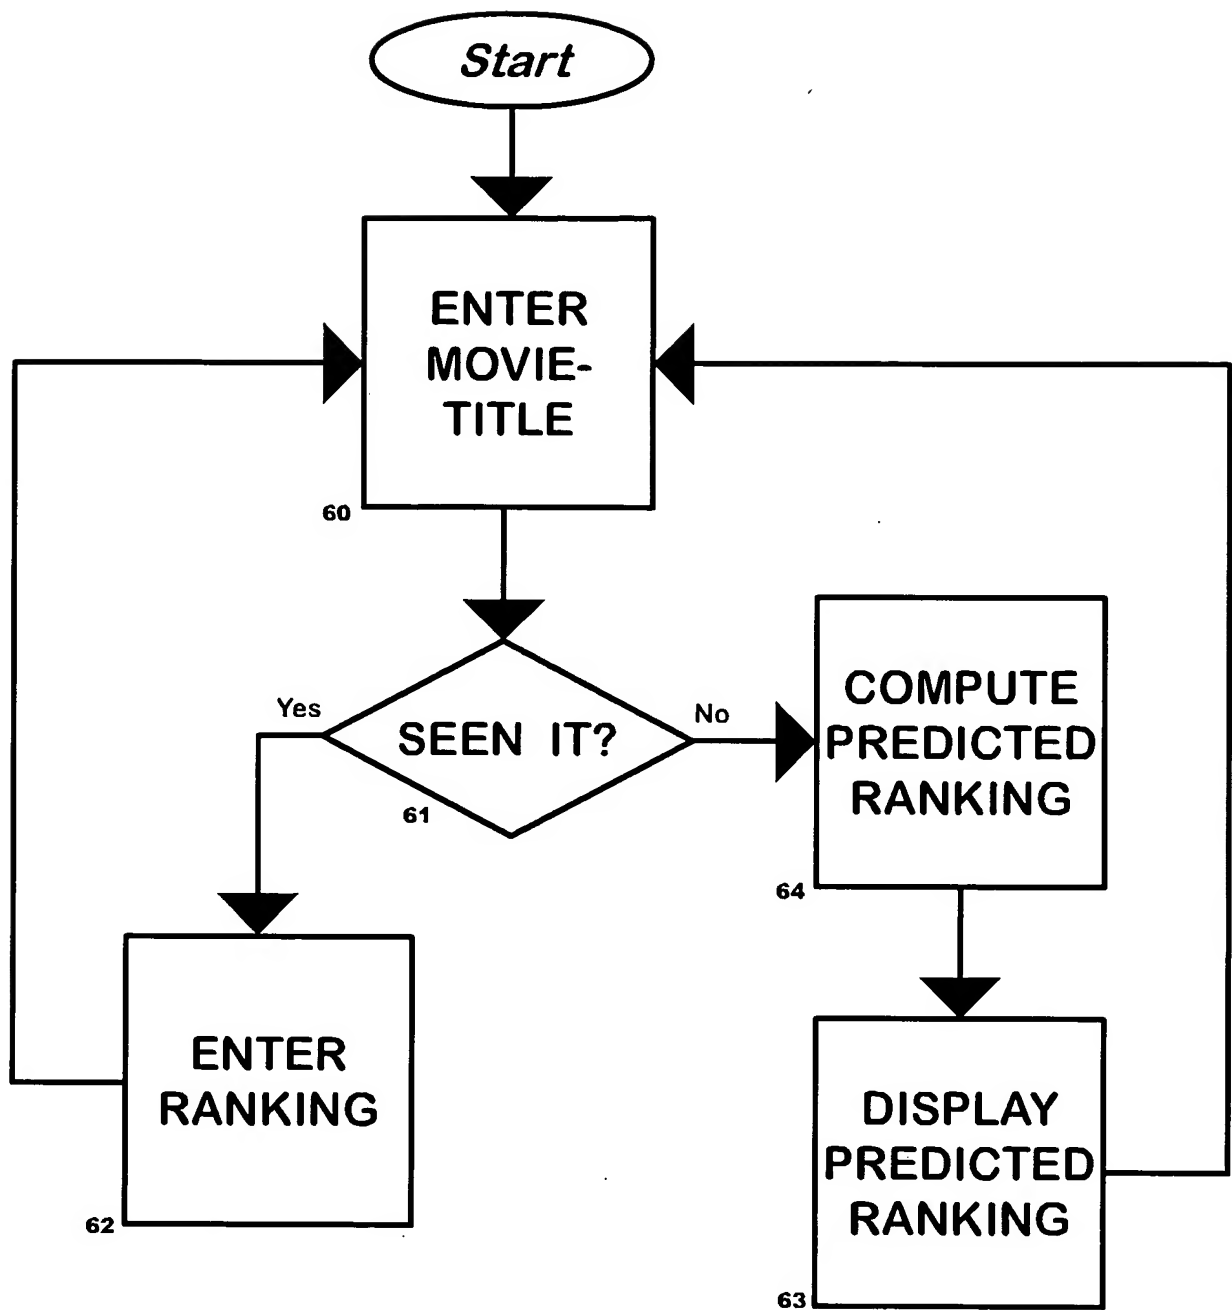 Start
ENTER
MOVIE-
TITLE
60
Yes
SEEN IT?
No
61
COMPUTE
PREDICTED
RANKING
64
ENTER
RANKING
62
DISPLAY
PREDICTED
RANKING
63